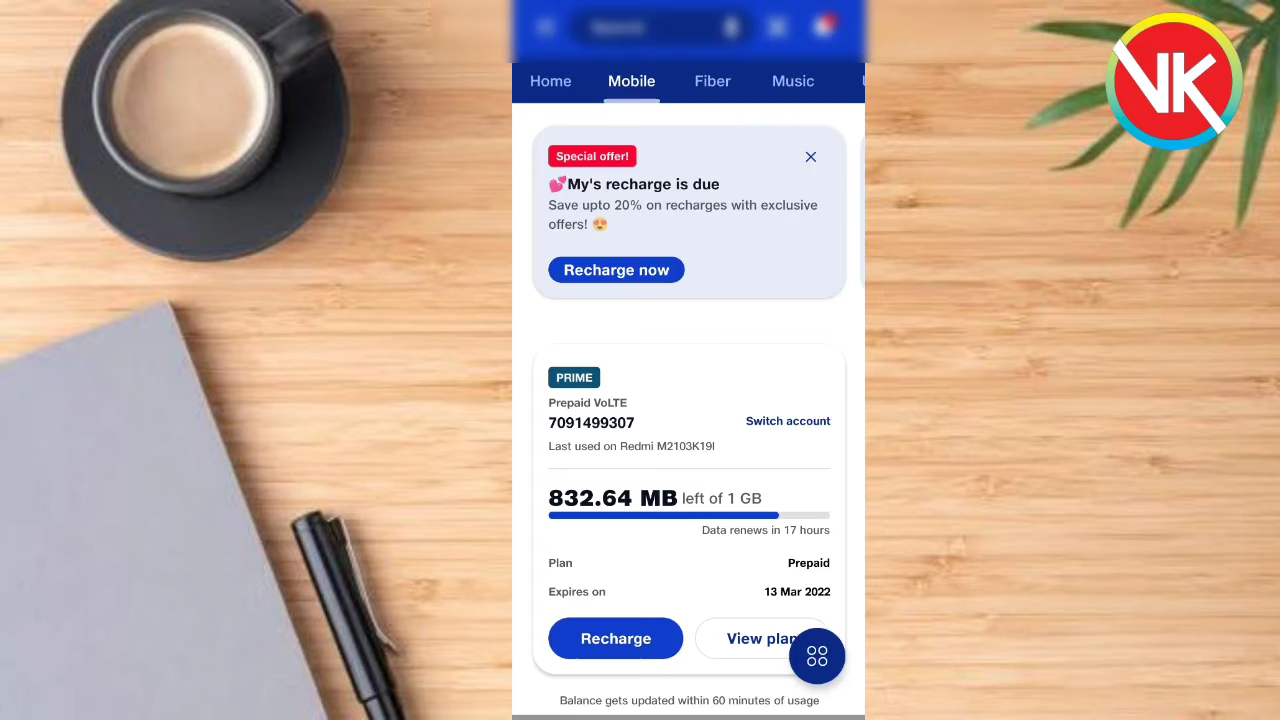 VK
Home Mobile Fiber Music
Special offer!
💕My's recharge is due
Save upto 20% on recharges with exclusive
offers! 😍
Recharge now
PRIME
Prepaid VoLTE
7091499307 Switch account
Last used on Redmi M2103K19I
832.64 MB left of 1 GB
Data renews in 17 hours
Plan Prepaid
Expires on 13 Mar 2022
Recharge View plan
Balance gets updated within 60 minutes of usage